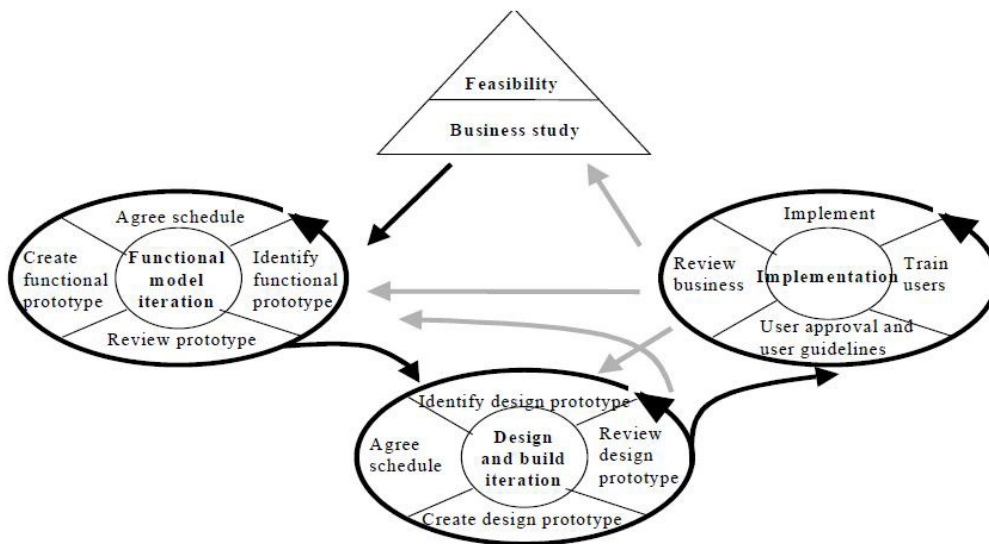 Feasibility
Business study
Agree schedule
Create
functional
prototype
Functional
model
iteration
Identify
functional
prototype
Review prototype
Implement
Review
business
Implementation
Train
users
User approval and
user guidelines
Identify design prototype
Agree
schedule
Design
and build
iteration
Review
design
prototype
Create design prototype